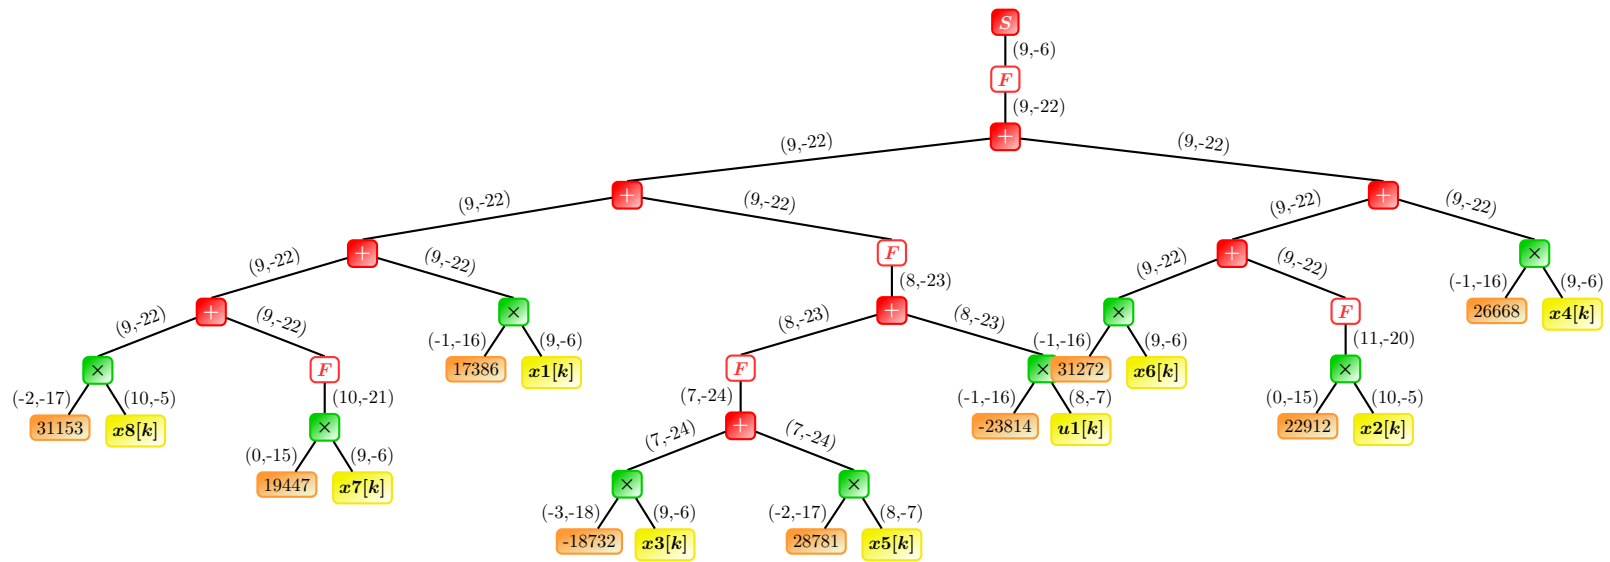 S
(9,-6)
F
(9,-22)
+
(9,-22) (9,-22)
+ +
(9,-22) (9,-22) (9,-22) (9,-22)
+ F + ×
(9,-22) (9,-22) (8,-23) (9,-22) (9,-22) (-1,-16) (9,-6)
+ × + × F 26668 x4[k]
(9,-22) (9,-22) (-1,-16) (9,-6) (8,-23) (8,-23) (-1,-16) (9,-6) (11,-20)
× F 17386 x1[k] F × 31272 x6[k] ×
(-2,-17) (10,-5) (10,-21) (7,-24) (-1,-16) (8,-7) (0,-15) (10,-5)
31153 x8[k] × + -23814 u1[k] 22912 x2[k]
(0,-15) (9,-6) (7,-24) (7,-24)
19447 x7[k] × ×
(-3,-18) (9,-6) (-2,-17) (8,-7)
-18732 x3[k] 28781 x5[k]